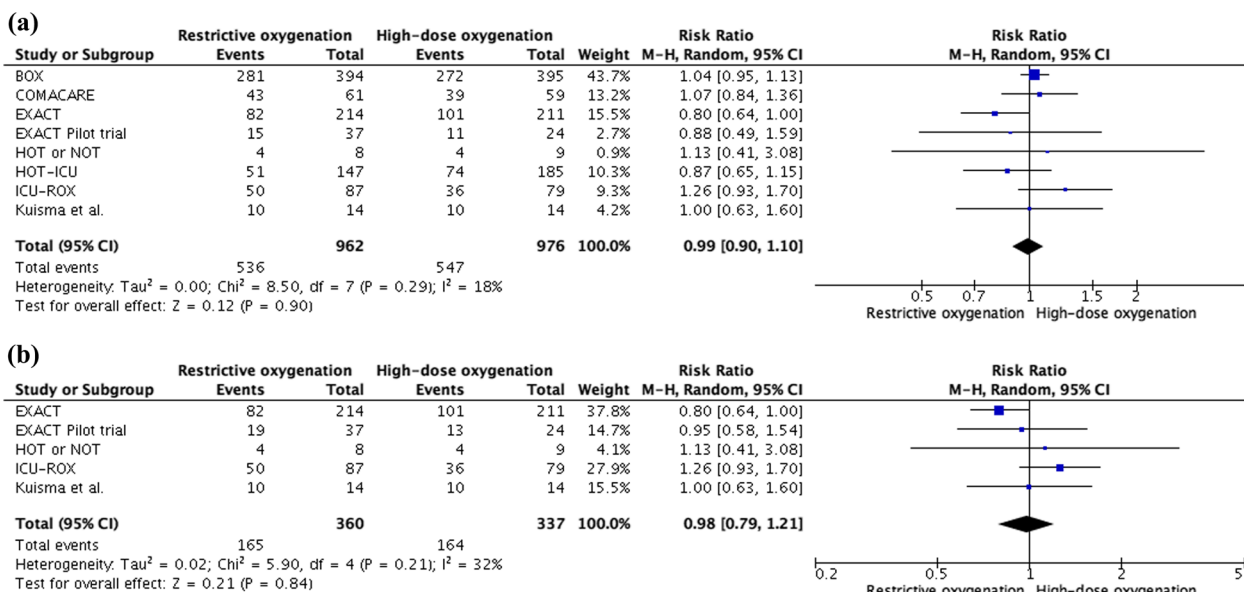 (a)
Restrictive oxygenation High-dose oxygenation Risk Ratio Risk Ratio
Study or Subgroup Events Total Events Total Weight M-H, Random, 95% CI M-H, Random, 95% CI
BOX 281 394 272 395 43.7% 1.04 [0.95, 1.13]
COMACARE 43 61 39 59 13.2% 1.07 [0.84, 1.36]
EXACT 82 214 101 211 15.5% 0.80 [0.64, 1.00]
EXACT Pilot trial 15 37 11 24 2.7% 0.88 [0.49, 1.59]
HOT or NOT 4 8 4 9 0.9% 1.13 [0.41, 3.08]
HOT-ICU 51 147 74 185 10.3% 0.87 [0.65, 1.15]
ICU-ROX 50 87 36 79 9.3% 1.26 [0.93, 1.70]
Kuisma et al. 10 14 10 14 4.2% 1.00 [0.63, 1.60]
Total (95% CI) 962 976 100.0% 0.99 [0.90, 1.10]
Total events 536 547
Heterogeneity: Tau² = 0.00; Chi² = 8.50, df = 7 (P = 0.29); I² = 18%
Test for overall effect: Z = 0.12 (P = 0.90)
0.5 0.7 1 1.5 2
Restrictive oxygenation High-dose oxygenation
(b)
Restrictive oxygenation High-dose oxygenation Risk Ratio Risk Ratio
Study or Subgroup Events Total Events Total Weight M-H, Random, 95% CI M-H, Random, 95% CI
EXACT 82 214 101 211 37.8% 0.80 [0.64, 1.00]
EXACT Pilot trial 19 37 13 24 14.7% 0.95 [0.58, 1.54]
HOT or NOT 4 8 4 9 4.1% 1.13 [0.41, 3.08]
ICU-ROX 50 87 36 79 27.9% 1.26 [0.93, 1.70]
Kuisma et al. 10 14 10 14 15.5% 1.00 [0.63, 1.60]
Total (95% CI) 360 337 100.0% 0.98 [0.79, 1.21]
Total events 165 164
Heterogeneity: Tau² = 0.02; Chi² = 5.90, df = 4 (P = 0.21); I² = 32%
Test for overall effect: Z = 0.21 (P = 0.84)
0.2 0.5 1 2 5
Restrictive oxygenation High-dose oxygenation